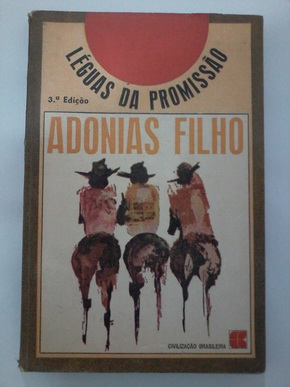 LÉGUAS DA PROMISSÃO
3.ª Edição
ADONIAS FILHO
CIVILIZAÇÃO BRASILEIRA